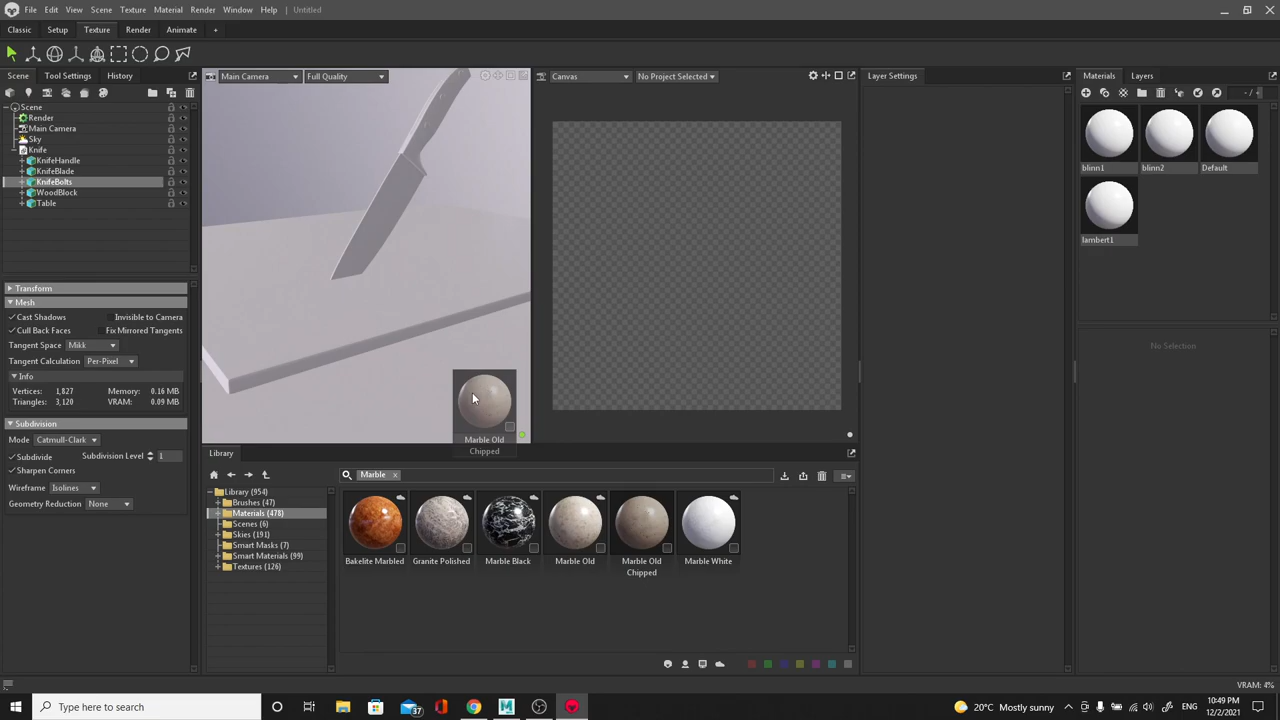 File Edit View Scene Texture Material Render Window Help Untitled
Classic Setup Texture Render Animate +
Scene Tool Settings History
Main Camera Full Quality
Canvas No Project Selected
Layer Settings
Materials Layers
Scene
Render
Main Camera
Sky
Knife
KnifeHandle
KnifeBlade
KnifeBolts
WoodBlock
Table
- /
blinn1 blinn2 Default
lambert1
Transform
Mesh
Cast Shadows Invisible to Camera
Cull Back Faces Fix Mirrored Tangents
Tangent Space Mikk
Tangent Calculation Per-Pixel
Info
Vertices: 1,827 Memory: 0.16 MB
Triangles: 3,120 VRAM: 0.09 MB
Subdivision
Mode Catmull-Clark
Subdivide Subdivision Level 1
Sharpen Corners
Wireframe Isolines
Geometry Reduction None
No Selection
Marble Old
Chipped
Library
Marble x
Library (954)
Brushes (47)
Materials (478)
Scenes (6)
Skies (191)
Smart Masks (7)
Smart Materials (99)
Textures (126)
Bakelite Marbled Granite Polished Marble Black Marble Old Marble Old
Chipped Marble White
VRAM: 4%
Type here to search
37
20°C Mostly sunny
10:49 PM
12/2/2021